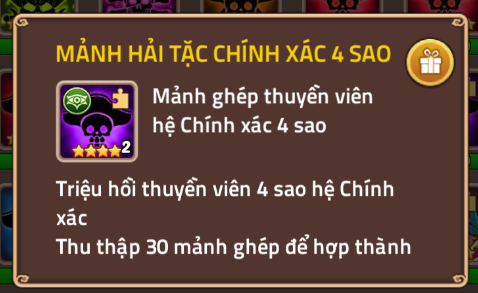 MẢNH HẢI TẶC CHÍNH XÁC 4 SAO
Mảnh ghép thuyền viên
hệ Chính xác 4 sao
2
Triệu hồi thuyền viên 4 sao hệ Chính
xác
Thu thập 30 mảnh ghép để hợp thành